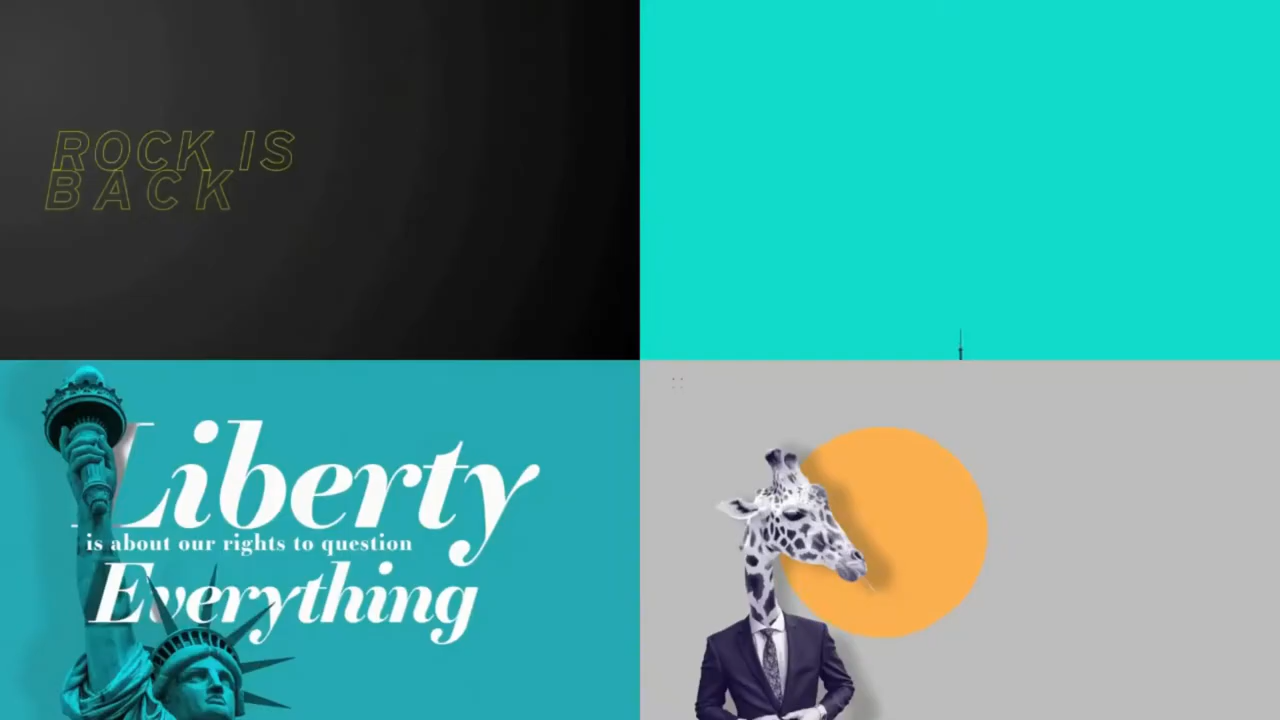 ROCK IS
BACK
Liberty
is about our rights to question
Everything